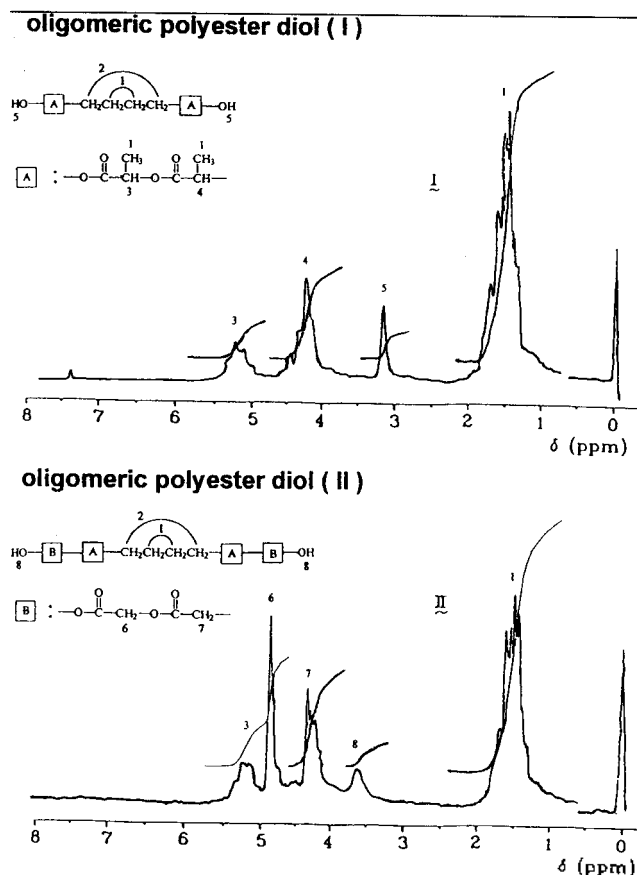 oligomeric polyester diol ( I )
2
1
HO—A—CH₂CH₂CH₂CH₂—A—OH
5 5
1 1
O CH₃ O CH₃
A : —O—C—CH—O—C—CH—
3 4
I
1
4
5
3
8 7 6 5 4 3 2 1 0
δ (ppm)
oligomeric polyester diol ( II )
2
1
HO—B—A—CH₂CH₂CH₂CH₂—A—B—OH
8 8
O O
B : —O—C—CH₂—O—C—CH₂—
6 7
II
6
1
7
3
8
8 7 6 5 4 3 2 1 0
δ (ppm)